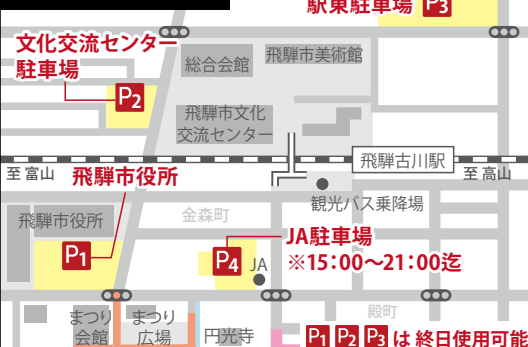 駅東駐車場 P3
文化交流センター
駐車場
P2
総合会館
飛騨市美術館
飛騨市文化
交流センター
飛騨古川駅
至 富山
至 高山
飛騨市役所
観光バス乗降場
金森町
飛騨市役所
P1
JA駐車場
※15:00〜21:00迄
P4
JA
殿町
まつり
会館
まつり
広場
円光寺
P1 P2 P3 は 終日使用可能